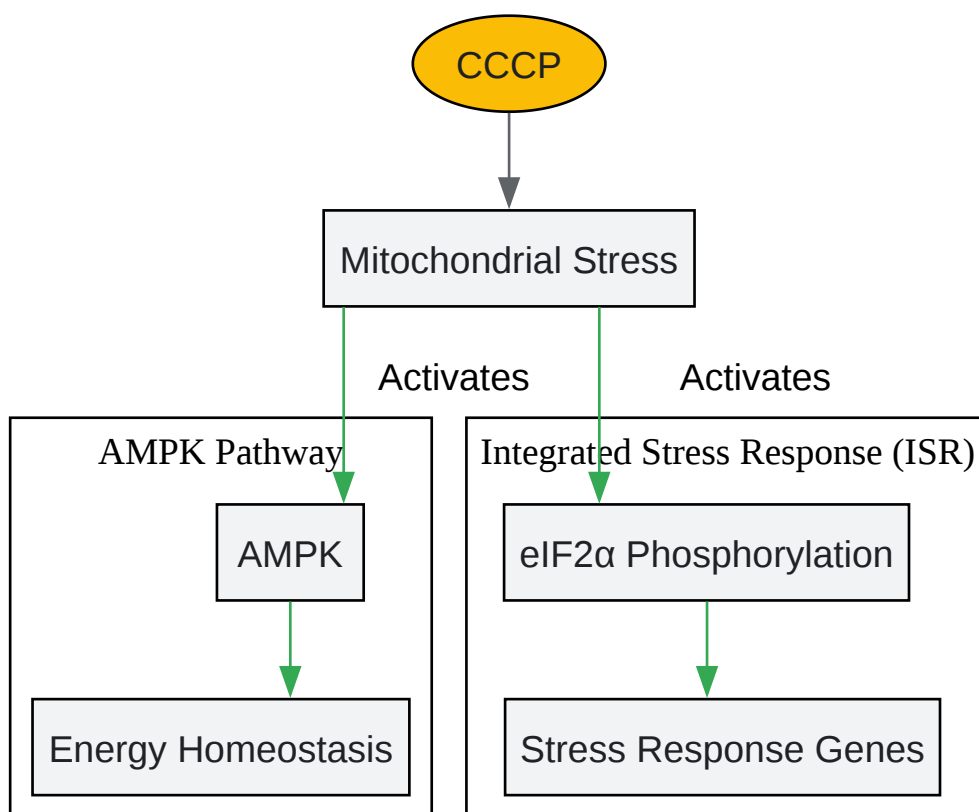 CCCP
Mitochondrial Stress
Activates
Activates
AMPK Pathway
Integrated Stress Response (ISR)
AMPK
eIF2α Phosphorylation
Energy Homeostasis
Stress Response Genes